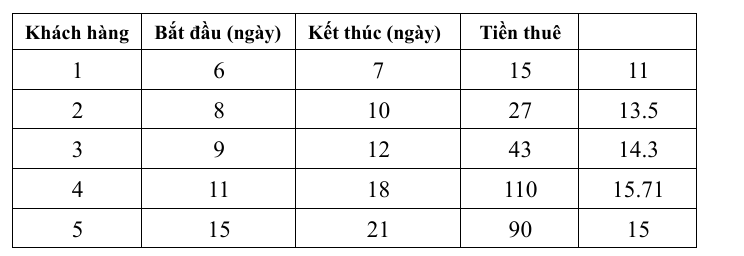 Khách hàng Bắt đầu (ngày) Kết thúc (ngày) Tiền thuê
1 6 7 15 11
2 8 10 27 13.5
3 9 12 43 14.3
4 11 18 110 15.71
5 15 21 90 15